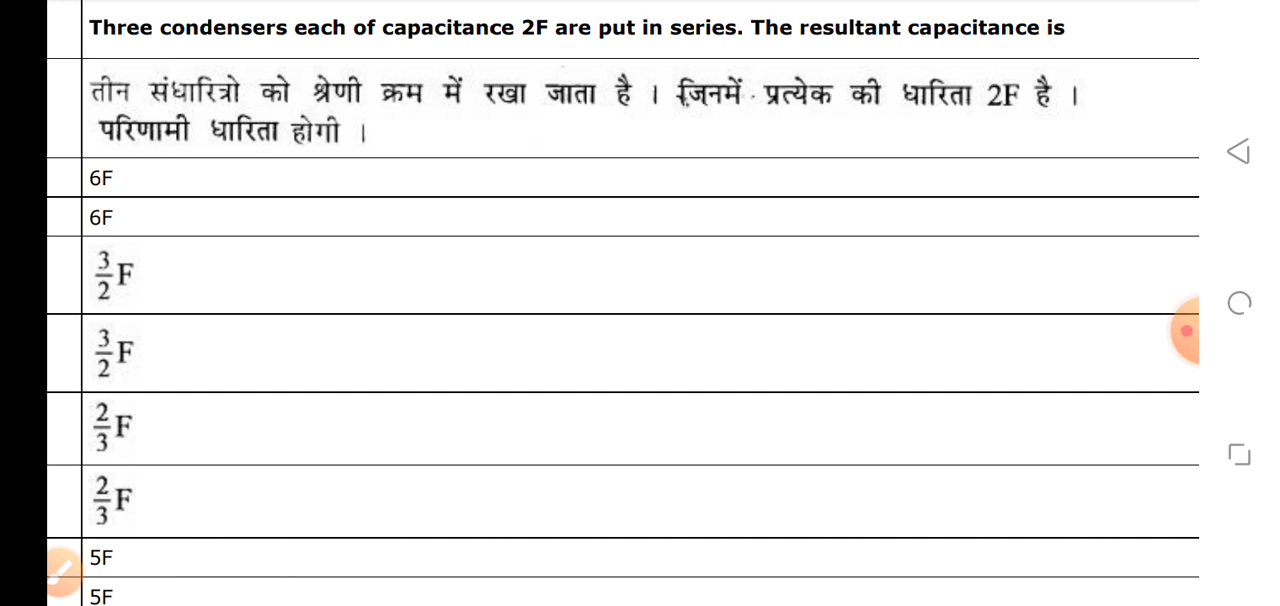 Three condensers each of capacitance 2F are put in series. The resultant capacitance is
तीन संधारित्रो को श्रेणी क्रम में रखा जाता है । जिनमें प्रत्येक की धारिता 2F है ।
परिणामी धारिता होगी ।
6F
6F
3/2 F
3/2 F
2/3 F
2/3 F
5F
5F